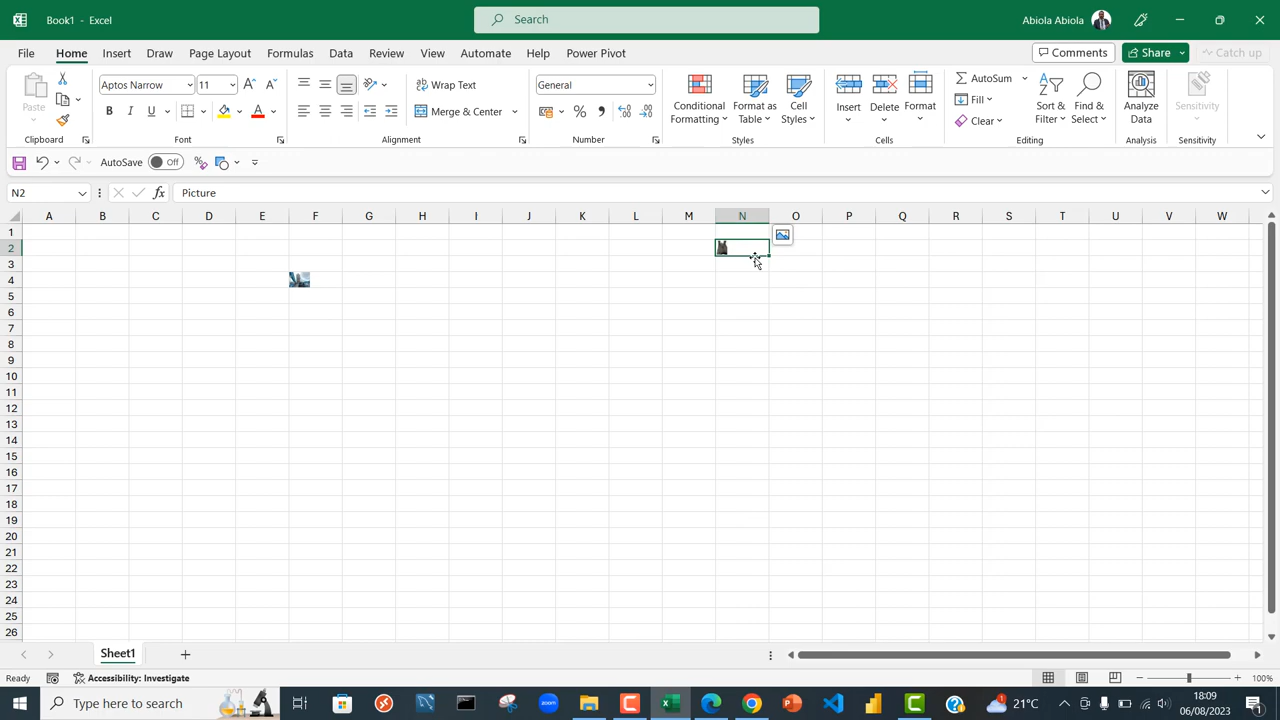 Book1 - Excel
Search
Abiola Abiola
File Home Insert Draw Page Layout Formulas Data Review View Automate Help Power Pivot
Comments Share Catch up
Paste
Aptos Narrow 11
B I U
Wrap Text
Merge & Center
General
Conditional Formatting
Format as Table
Cell Styles
Insert Delete Format
AutoSum
Fill
Clear
Sort & Filter
Find & Select
Analyze Data
Sensitivity
Clipboard Font Alignment Number Styles Cells Editing Analysis Sensitivity
AutoSave Off
N2 fx Picture
A B C D E F G H I J K L M N O P Q R S T U V W
1
2
3
4
5
6
7
8
9
10
11
12
13
14
15
16
17
18
19
20
21
22
23
24
25
26
Sheet1
Ready Accessibility: Investigate 100%
Type here to search
zoom
1 21°C
18:09
06/08/2023